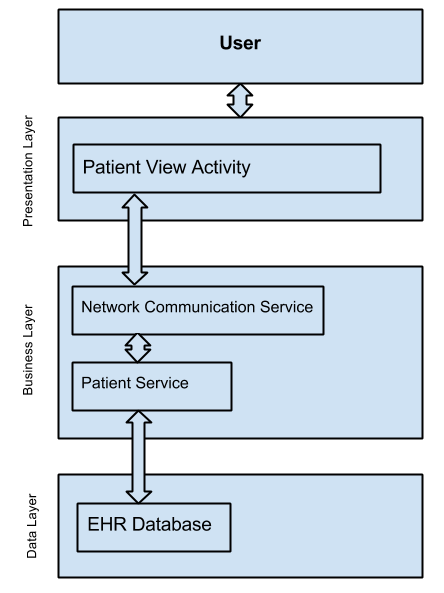 User
Presentation Layer
Patient View Activity
Business Layer
Network Communication Service
Patient Service
Data Layer
EHR Database